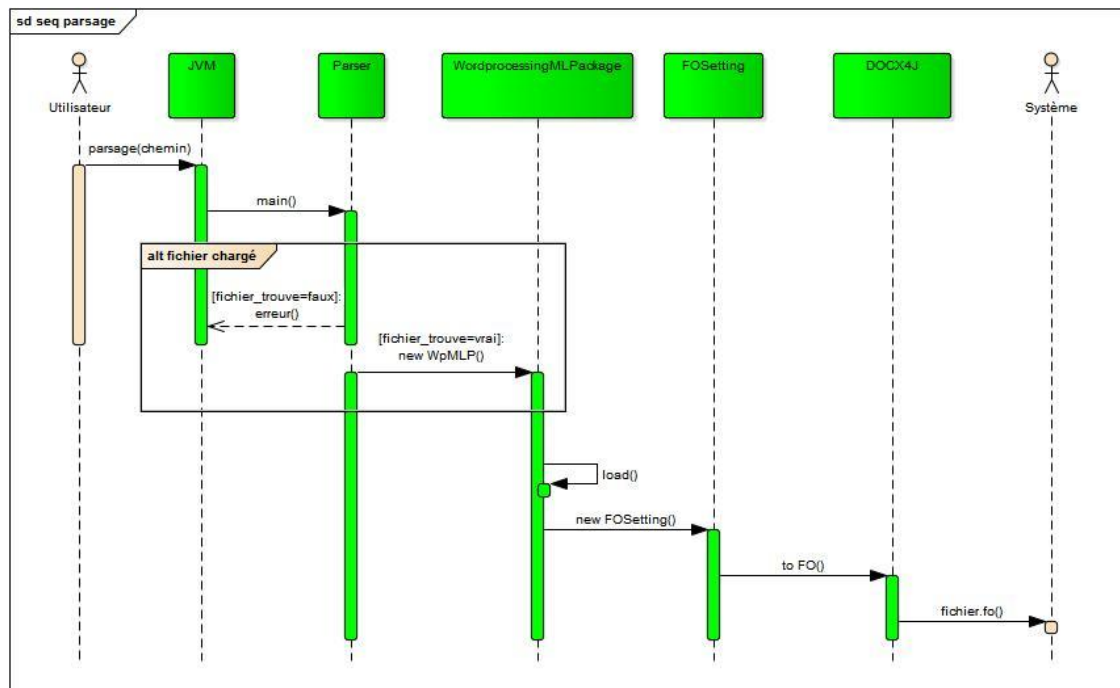 sd seq parsage
JVM
Parser
WordprocessingMLPackage
FOSetting
DOCX4J
Utilisateur
Système
parsage(chemin)
main()
alt fichier chargé
[fichier_trouve=faux]:
erreur()
[fichier_trouve=vrai]:
new WpMLP()
load()
new FOSetting()
to FO()
fichier.fo()